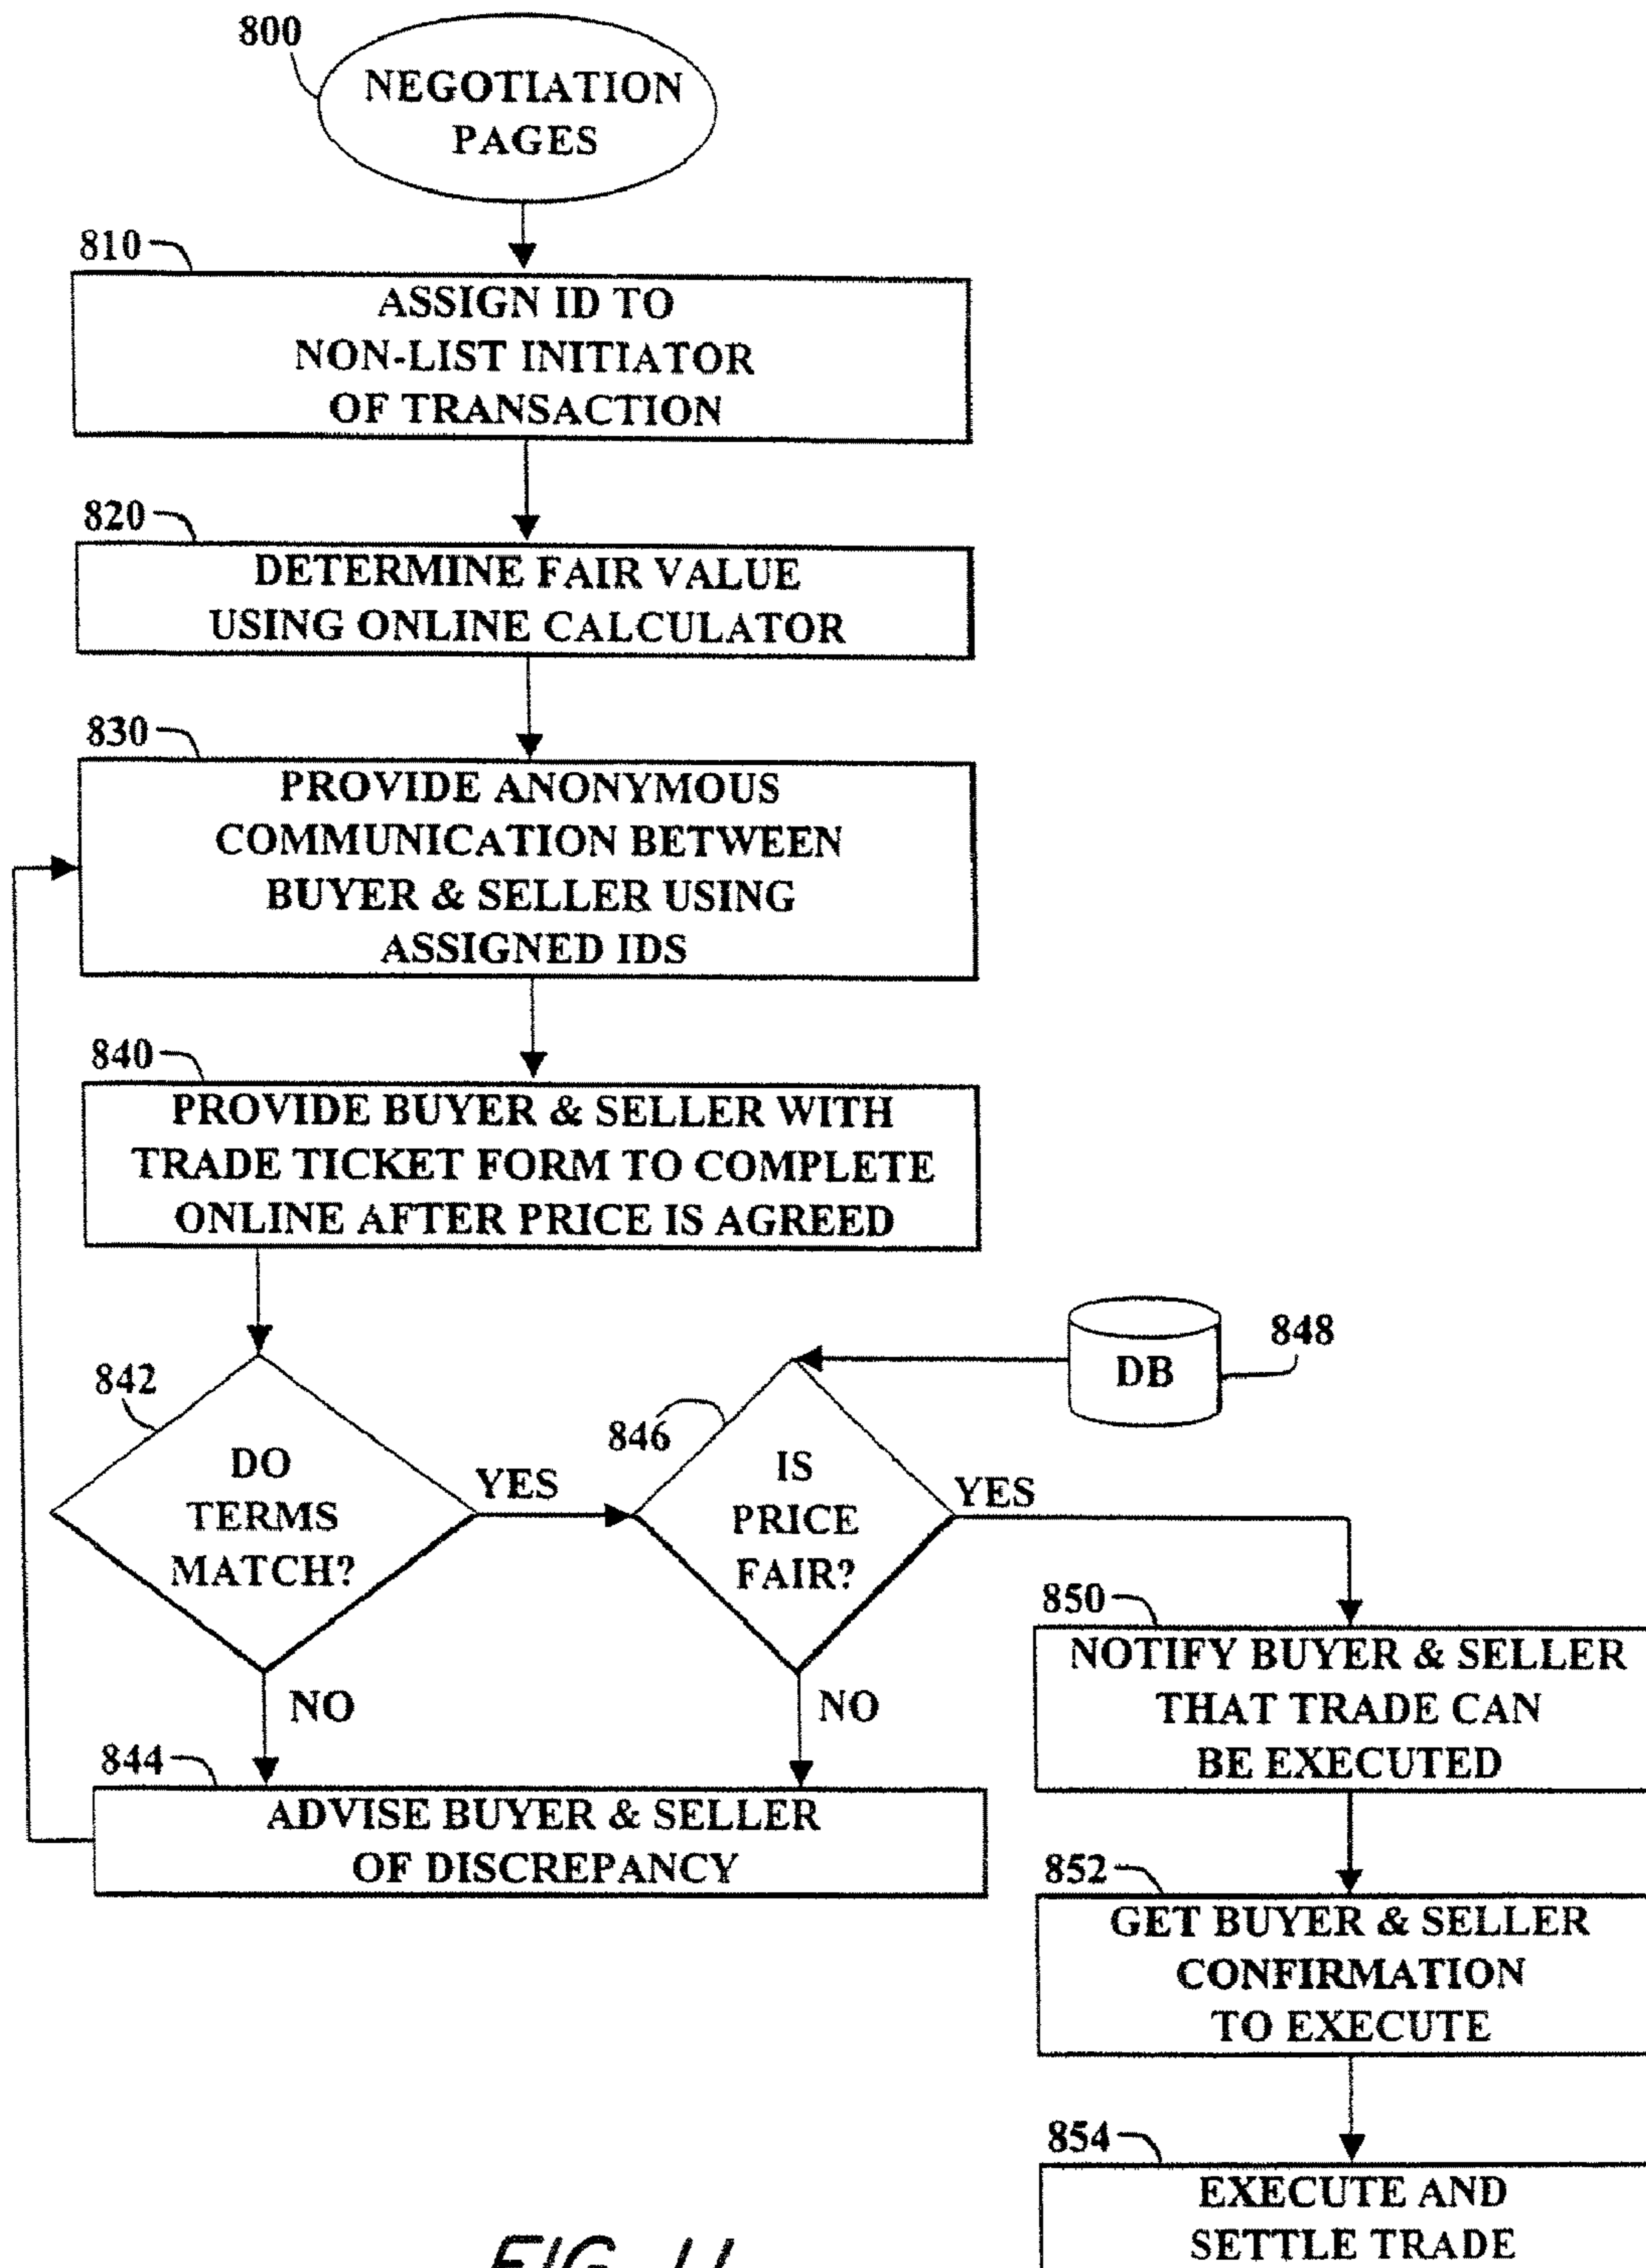 800
NEGOTIATION
PAGES
810
ASSIGN ID TO
NON-LIST INITIATOR
OF TRANSACTION
820
DETERMINE FAIR VALUE
USING ONLINE CALCULATOR
830
PROVIDE ANONYMOUS
COMMUNICATION BETWEEN
BUYER & SELLER USING
ASSIGNED IDS
840
PROVIDE BUYER & SELLER WITH
TRADE TICKET FORM TO COMPLETE
ONLINE AFTER PRICE IS AGREED
842
DO
TERMS
MATCH?
YES
NO
846
IS
PRICE
FAIR?
YES
NO
DB
848
844
ADVISE BUYER & SELLER
OF DISCREPANCY
850
NOTIFY BUYER & SELLER
THAT TRADE CAN
BE EXECUTED
852
GET BUYER & SELLER
CONFIRMATION
TO EXECUTE
854
EXECUTE AND
SETTLE TRADE
FIG. 11